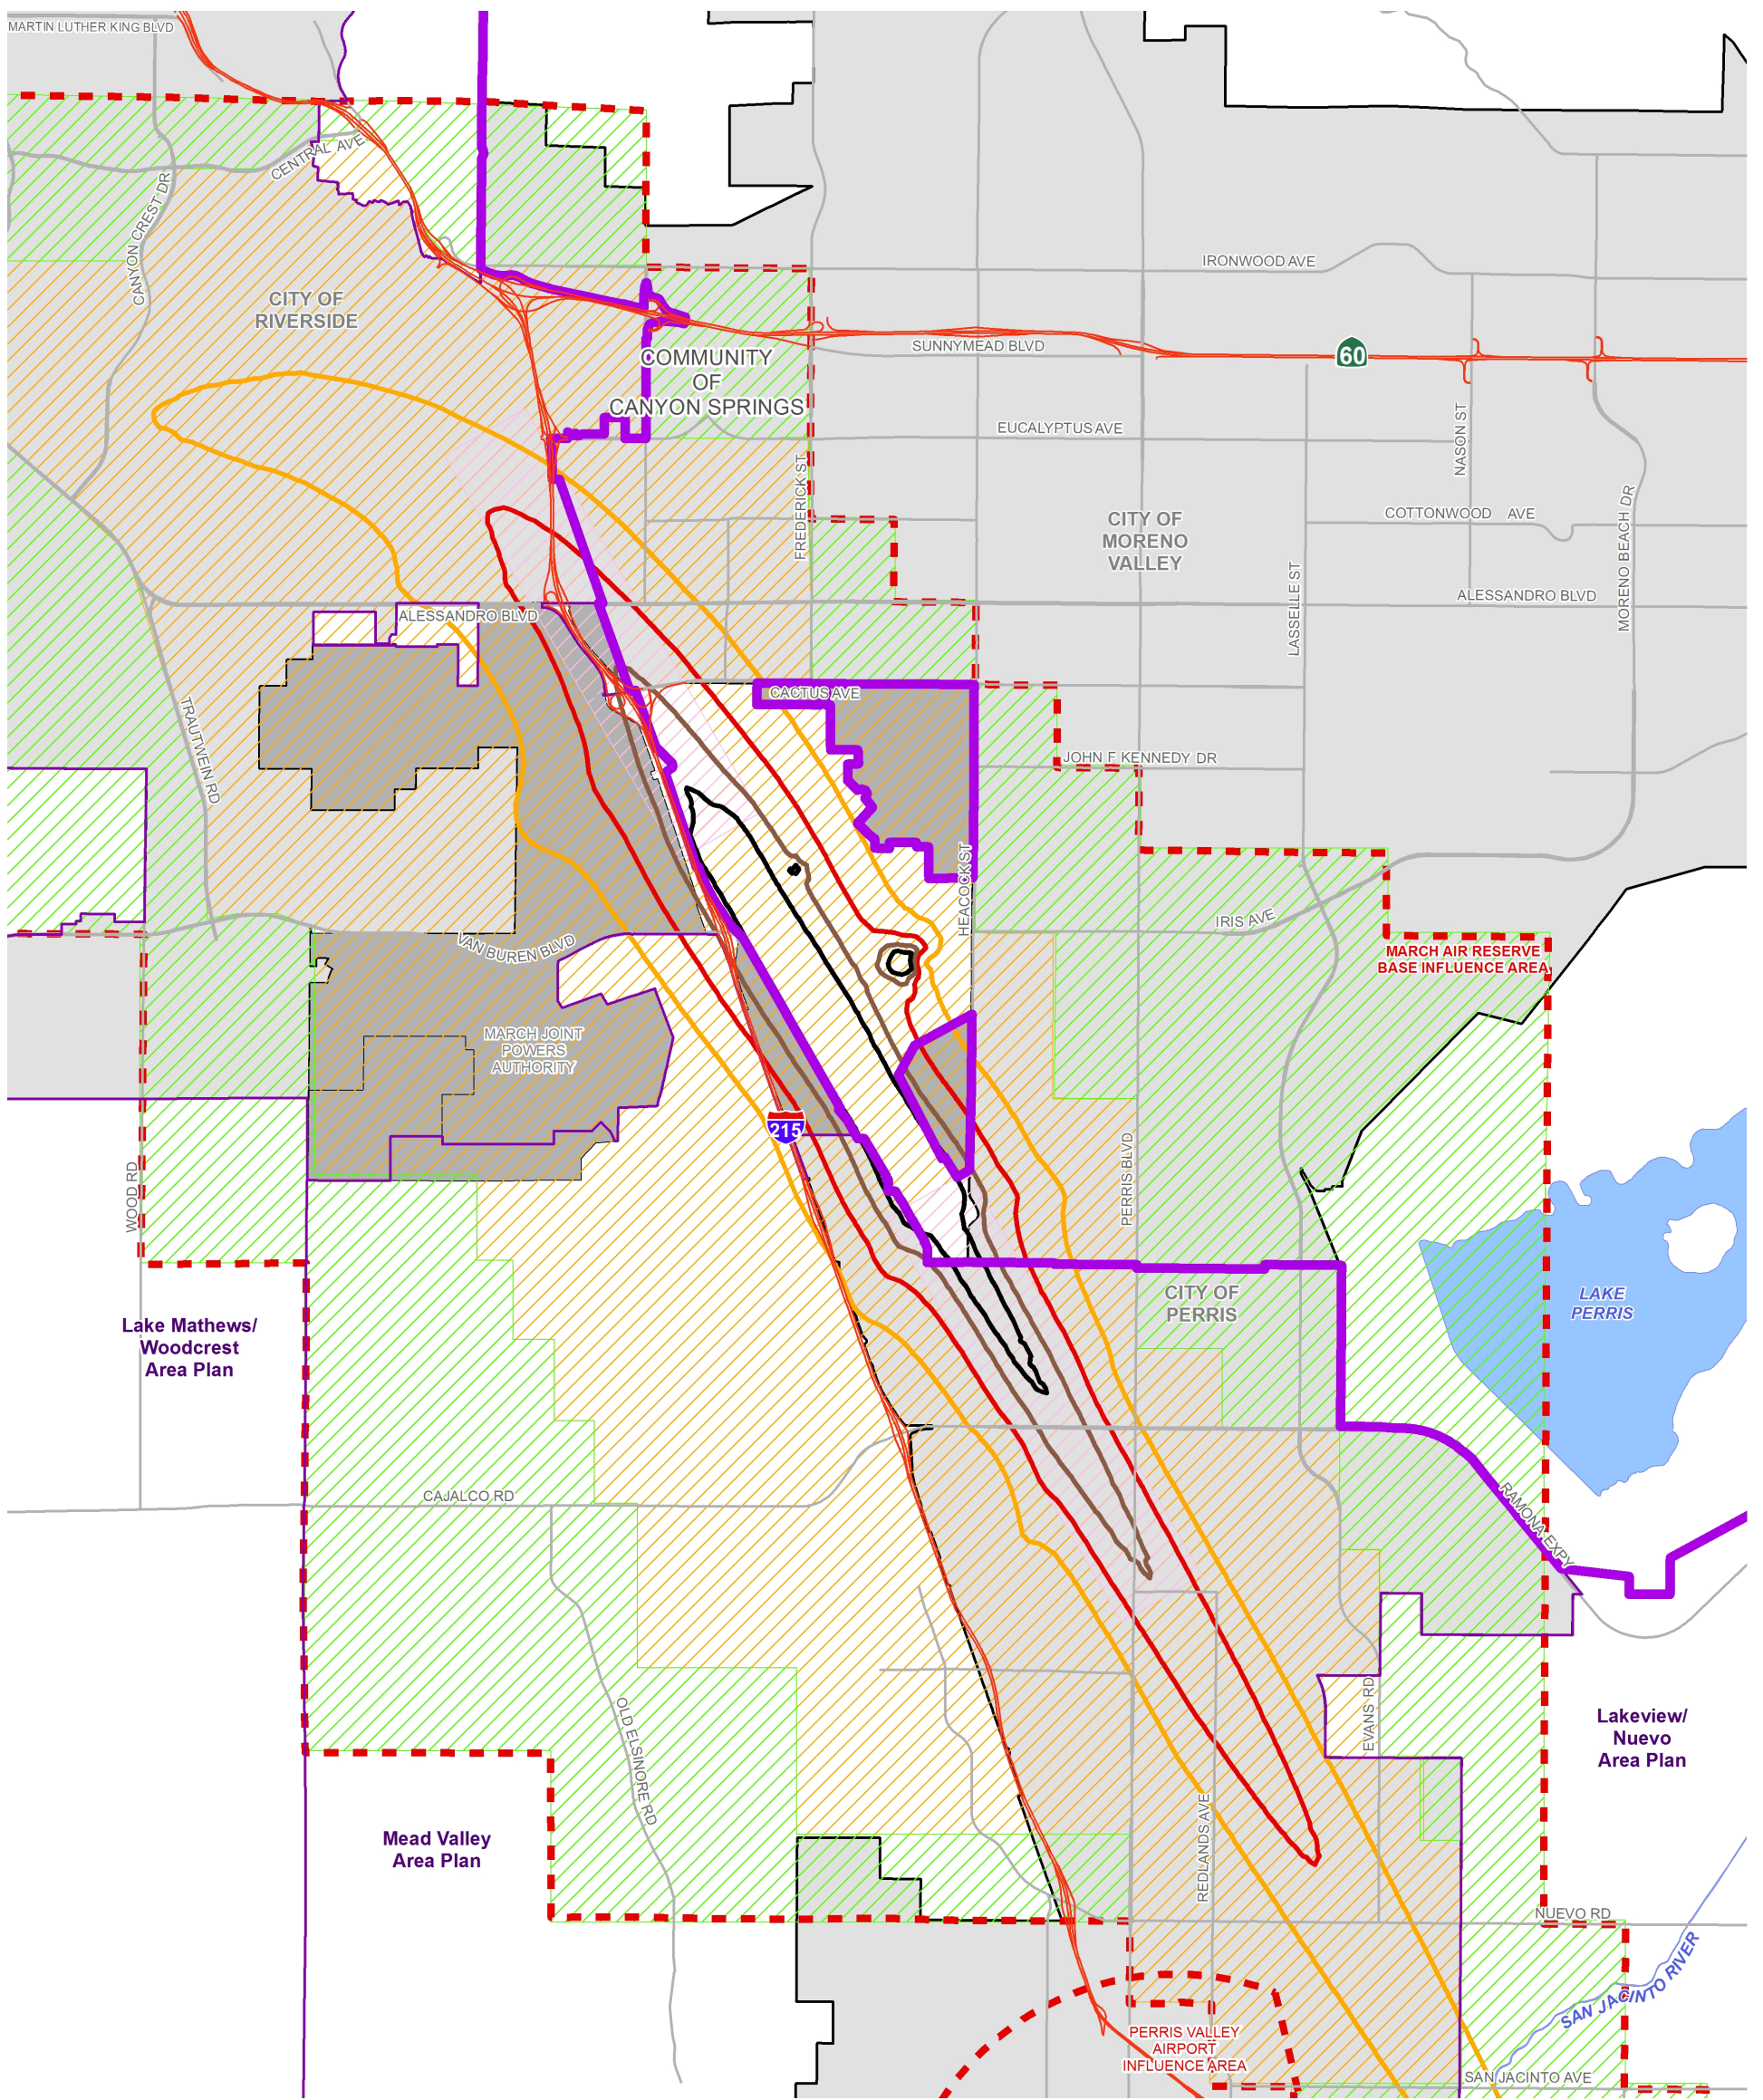 MARTIN LUTHER KING BLVD
CENTRAL AVE
CANYON CREST DR
CITY OF
RIVERSIDE
IRONWOOD AVE
SUNNYMEAD BLVD
60
COMMUNITY
OF
CANYON SPRINGS
EUCALYPTUS AVE
NASON ST
FREDERICK ST
CITY OF
MORENO
VALLEY
COTTONWOOD AVE
MORENO BEACH DR
LASSELLE ST
ALESSANDRO BLVD
ALESSANDRO BLVD
CACTUS AVE
TRAUTWEIN RD
JOHN F KENNEDY DR
HEACOCK ST
IRIS AVE
VAN BUREN BLVD
MARCH AIR RESERVE
BASE INFLUENCE AREA
MARCH JOINT
POWERS
AUTHORITY
215
PERRIS BLVD
WOOD RD
CITY OF
PERRIS
LAKE
PERRIS
Lake Mathews/
Woodcrest
Area Plan
CAJALCO RD
RAMONA EXPY
OLD ELSINORE RD
EVANS RD
Lakeview/
Nuevo
Area Plan
REDLANDS AVE
Mead Valley
Area Plan
NUEVO RD
SAN JACINTO RIVER
PERRIS VALLEY
AIRPORT
INFLUENCE AREA
SAN JACINTO AVE